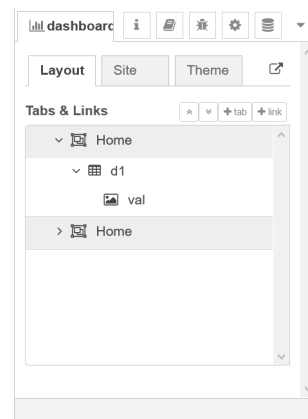 dashboard i
Layout Site Theme
Tabs & Links + tab + link
Home
d1
val
Home